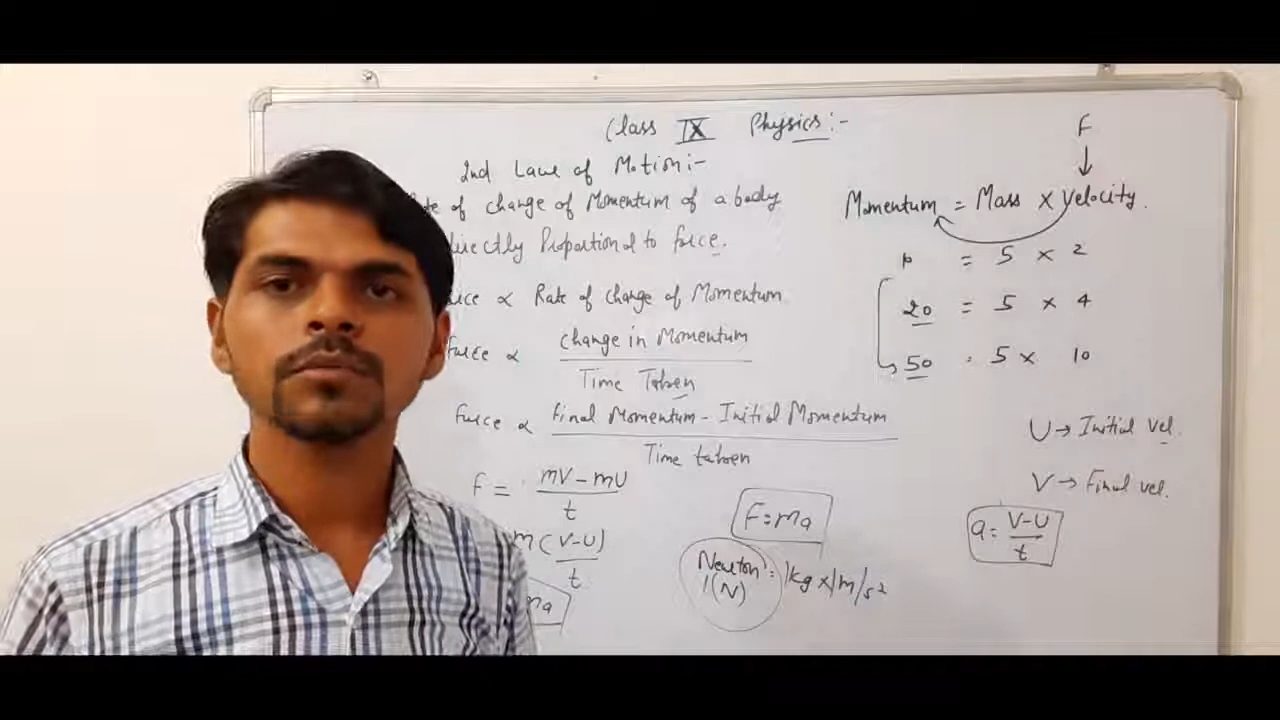 Class IX Physics:-
2nd Lawe of Motion:-
of change of Momentum of a body
directly Proportional to force.
∝ Rate of change of Momentum
force ∝ change in Momentum
Time Taken
force ∝ final Momentum - Initial Momentum
Time taken
f = mV - mU
t
m(V-U)
t
ma
F = ma
Newton = 1kg x 1m/s²
1(N)
F
↓
Momentum = Mass x Velocity.
p = 5 x 2
20 = 5 x 4
50 = 5 x 10
U → Initial Vel.
V → Final vel.
a = V-U
t